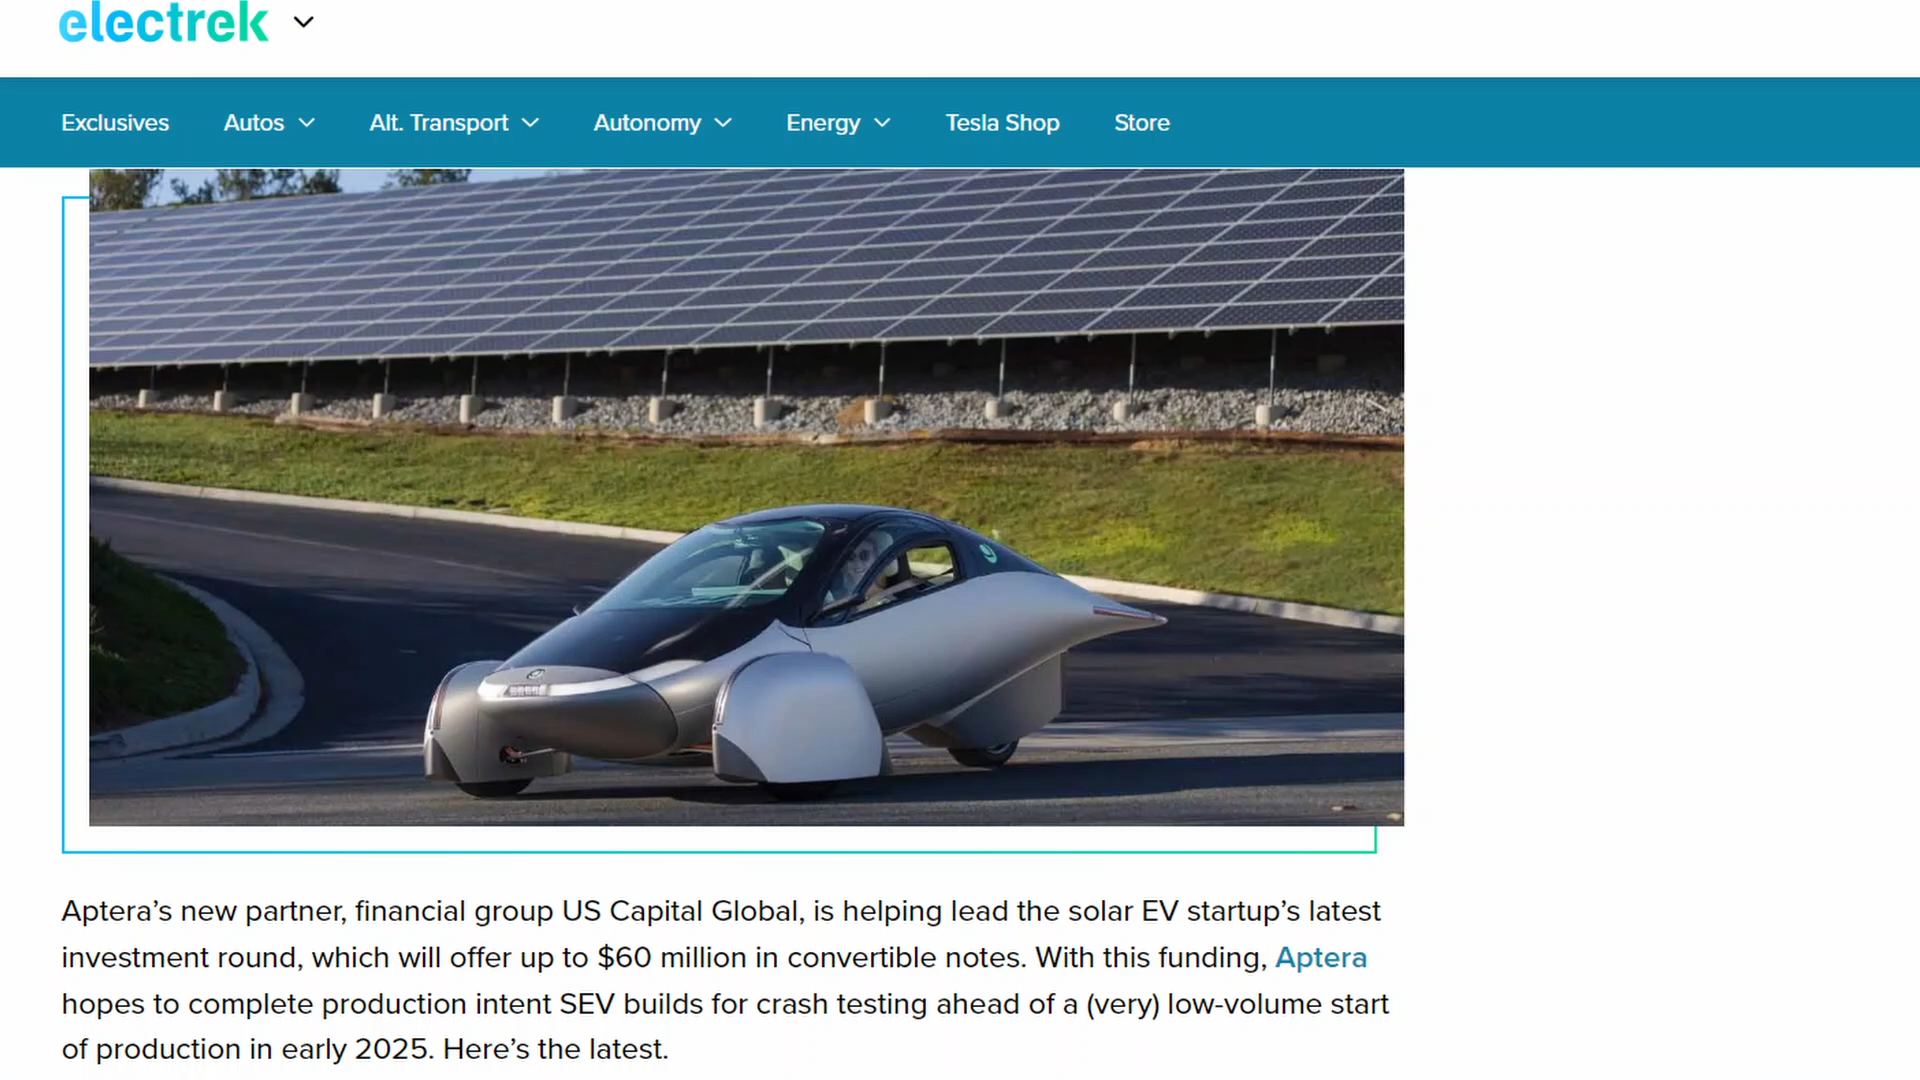 electrek
Exclusives Autos Alt. Transport Autonomy Energy Tesla Shop Store
Aptera’s new partner, financial group US Capital Global, is helping lead the solar EV startup’s latest
investment round, which will offer up to $60 million in convertible notes. With this funding, Aptera
hopes to complete production intent SEV builds for crash testing ahead of a (very) low-volume start
of production in early 2025. Here’s the latest.